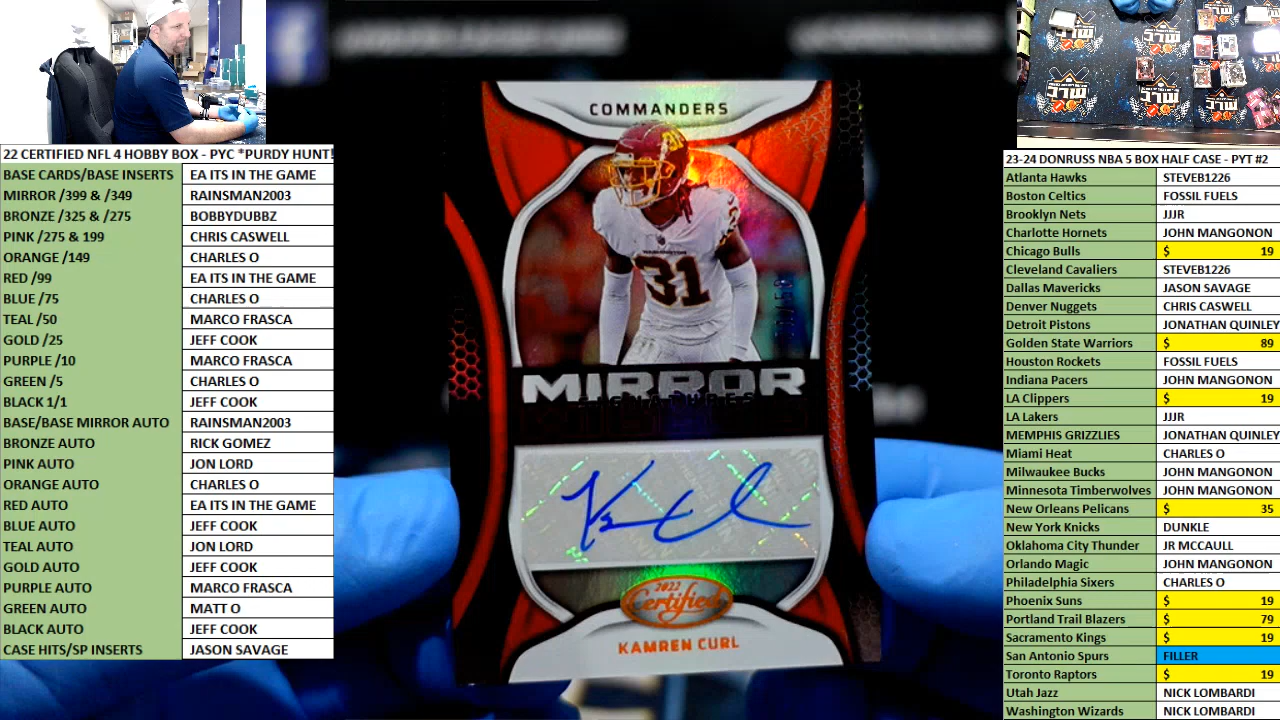 22 CERTIFIED NFL 4 HOBBY BOX - PYC *PURDY HUNT!
BASE CARDS/BASE INSERTS EA ITS IN THE GAME
MIRROR /399 & /349 RAINSMAN2003
BRONZE /325 & /275 BOBBYDUBBZ
PINK /275 & 199 CHRIS CASWELL
ORANGE /149 CHARLES O
RED /99 EA ITS IN THE GAME
BLUE /75 CHARLES O
TEAL /50 MARCO FRASCA
GOLD /25 JEFF COOK
PURPLE /10 MARCO FRASCA
GREEN /5 CHARLES O
BLACK 1/1 JEFF COOK
BASE/BASE MIRROR AUTO RAINSMAN2003
BRONZE AUTO RICK GOMEZ
PINK AUTO JON LORD
ORANGE AUTO CHARLES O
RED AUTO EA ITS IN THE GAME
BLUE AUTO JEFF COOK
TEAL AUTO JON LORD
GOLD AUTO JEFF COOK
PURPLE AUTO MARCO FRASCA
GREEN AUTO MATT O
BLACK AUTO JEFF COOK
CASE HITS/SP INSERTS JASON SAVAGE
COMMANDERS
31
MIRROR
SIGNATURES
2022
Certified
KAMREN CURL
23-24 DONRUSS NBA 5 BOX HALF CASE - PYT #2
Atlanta Hawks STEVEB1226
Boston Celtics FOSSIL FUELS
Brooklyn Nets JJJR
Charlotte Hornets JOHN MANGONON
Chicago Bulls $ 19
Cleveland Cavaliers STEVEB1226
Dallas Mavericks JASON SAVAGE
Denver Nuggets CHRIS CASWELL
Detroit Pistons JONATHAN QUINLEY
Golden State Warriors $ 89
Houston Rockets FOSSIL FUELS
Indiana Pacers JOHN MANGONON
LA Clippers $ 19
LA Lakers JJJR
MEMPHIS GRIZZLIES JONATHAN QUINLEY
Miami Heat CHARLES O
Milwaukee Bucks JOHN MANGONON
Minnesota Timberwolves JOHN MANGONON
New Orleans Pelicans $ 35
New York Knicks DUNKLE
Oklahoma City Thunder JR MCCAULL
Orlando Magic JOHN MANGONON
Philadelphia Sixers CHARLES O
Phoenix Suns $ 19
Portland Trail Blazers $ 79
Sacramento Kings $ 19
San Antonio Spurs FILLER
Toronto Raptors $ 19
Utah Jazz NICK LOMBARDI
Washington Wizards NICK LOMBARDI